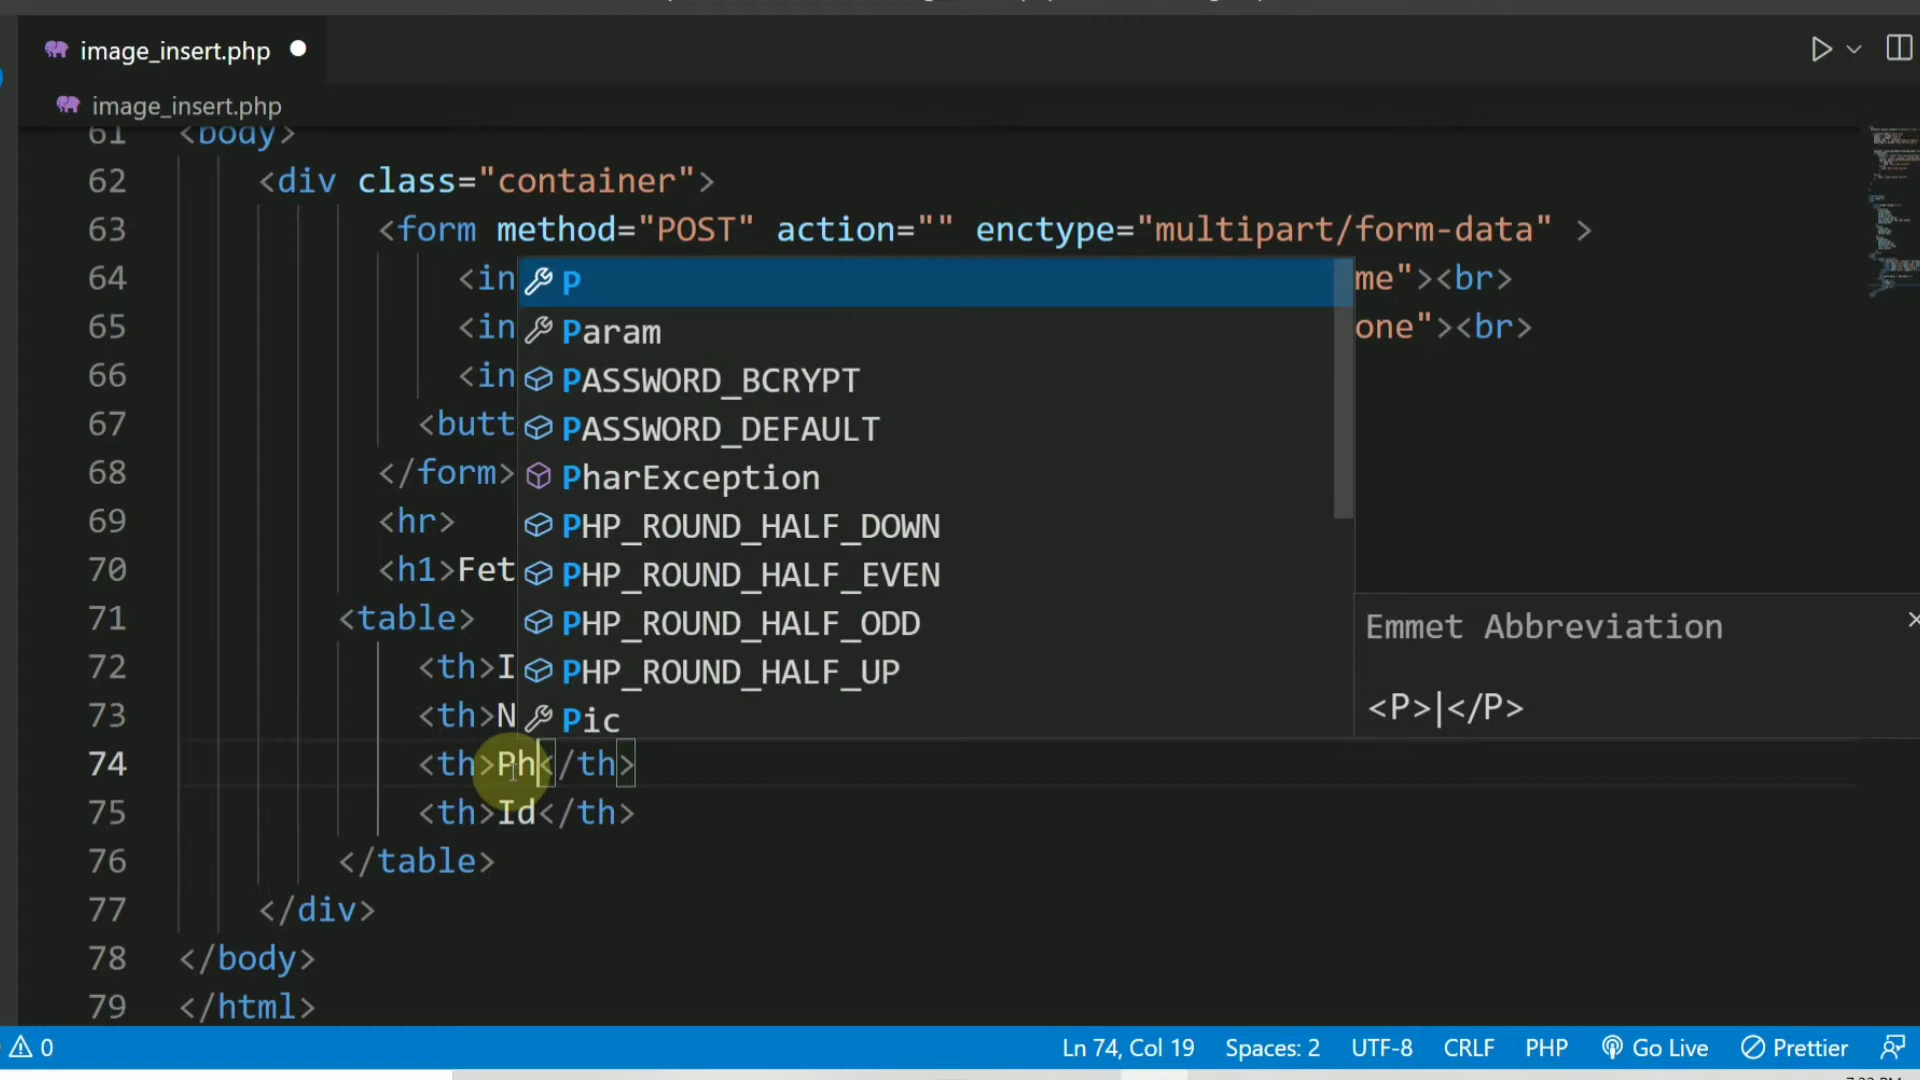 image_insert.php
image_insert.php
61 <body>
62 <div class="container">
63 <form method="POST" action="" enctype="multipart/form-data" >
64 <in me"><br>
65 <in one"><br>
66 <in
67 <butt
68 </form>
69 <hr>
70 <h1>Fet
71 <table>
72 <th>I
73 <th>N
74 <th>Ph</th>
75 <th>Id</th>
76 </table>
77 </div>
78 </body>
79 </html>
P
Param
PASSWORD_BCRYPT
PASSWORD_DEFAULT
PharException
PHP_ROUND_HALF_DOWN
PHP_ROUND_HALF_EVEN
PHP_ROUND_HALF_ODD
PHP_ROUND_HALF_UP
Pic
Emmet Abbreviation
<P>|</P>
0 Ln 74, Col 19 Spaces: 2 UTF-8 CRLF PHP Go Live Prettier